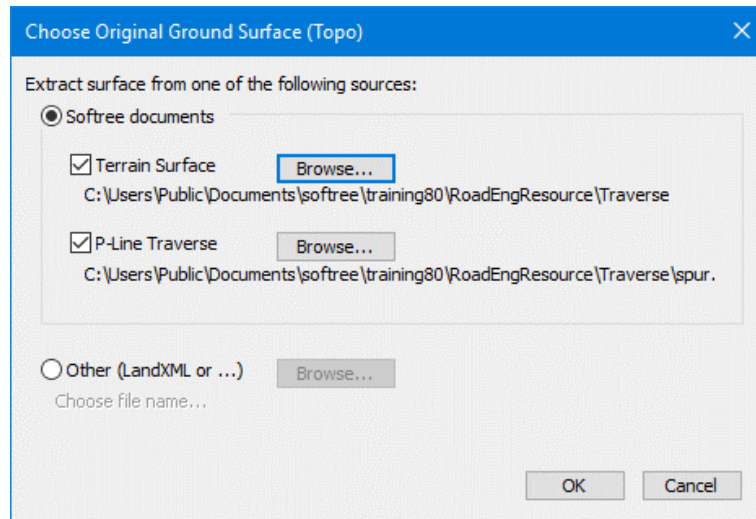 Choose Original Ground Surface (Topo)
Extract surface from one of the following sources:
Softree documents
Terrain Surface Browse...
C:\Users\Public\Documents\softree\training80\RoadEngResource\Traverse
P-Line Traverse Browse...
C:\Users\Public\Documents\softree\training80\RoadEngResource\Traverse\spur.
Other (LandXML or ...) Browse...
Choose file name...
OK Cancel